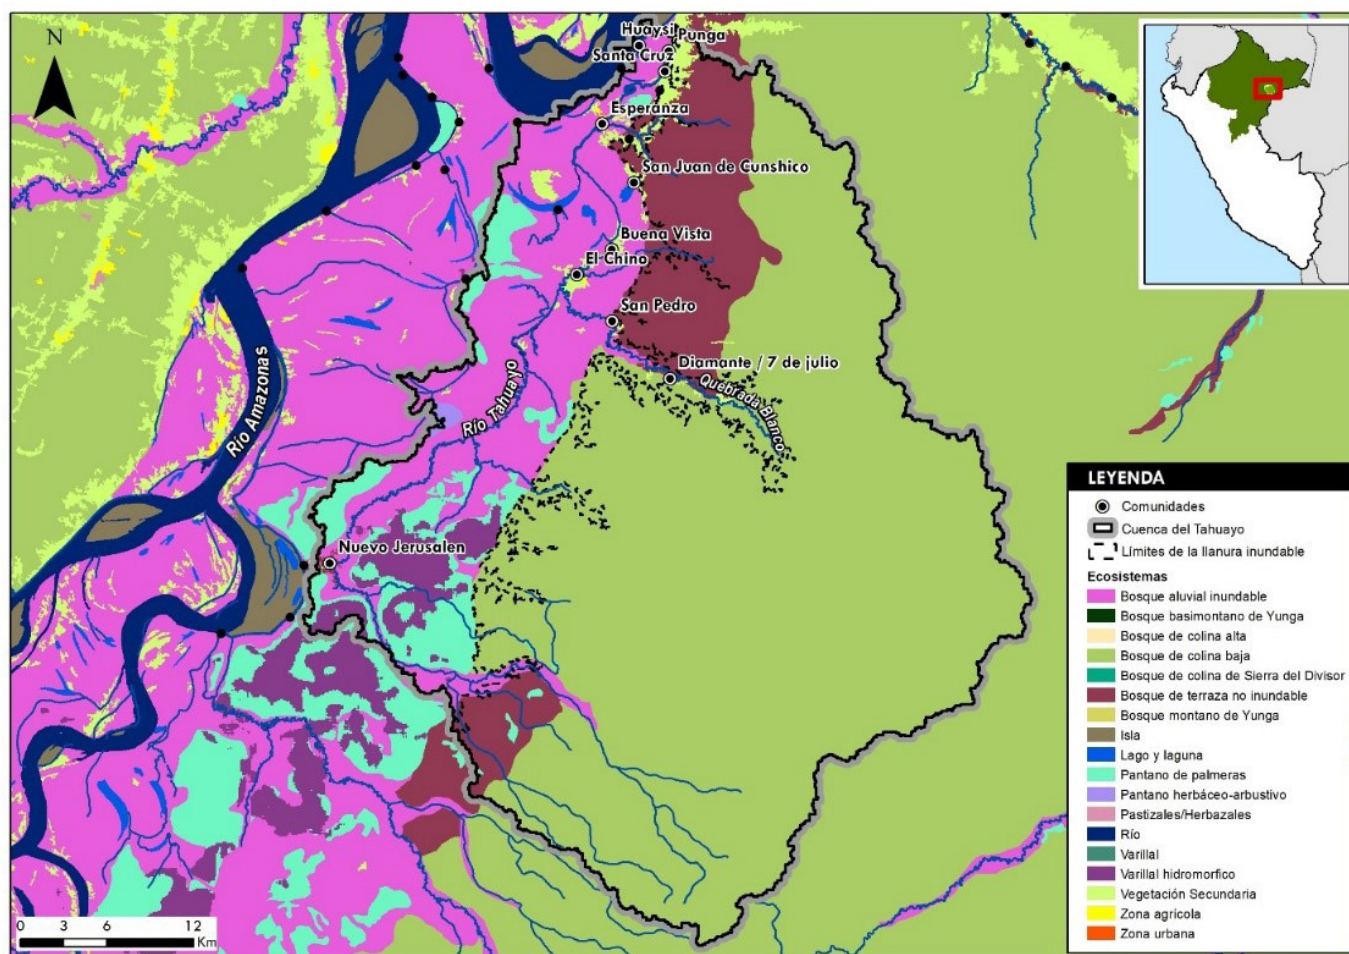 N
Huaysi
Punga
Santa Cruz
Esperanza
San Juan de Cunshico
Buena Vista
El Chino
San Pedro
Diamante / 7 de julio
Quebrada Blanco
Río Tahuayo
Río Amazonas
Nuevo Jerusalen
0 3 6 12
Km
LEYENDA
Comunidades
Cuenca del Tahuayo
Límites de la llanura inundable
Ecosistemas
Bosque aluvial inundable
Bosque basimontano de Yunga
Bosque de colina alta
Bosque de colina baja
Bosque de colina de Sierra del Divisor
Bosque de terraza no inundable
Bosque montano de Yunga
Isla
Lago y laguna
Pantano de palmeras
Pantano herbáceo-arbustivo
Pastizales/Herbazales
Río
Varillal
Varillal hidromorfico
Vegetación Secundaria
Zona agrícola
Zona urbana